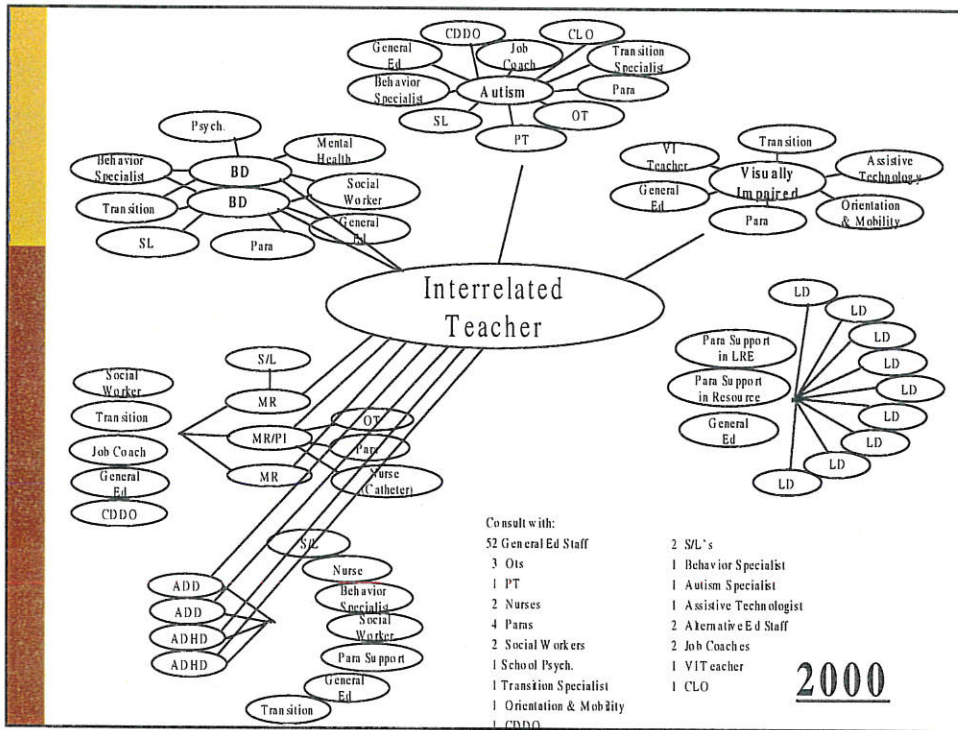 CDDO
CLO
General
Ed
Job
Coach
Transition
Specialist
Behavior
Specialist
Autism
Para
SL
OT
PT
Psych.
Mental
Health
Behavior
Specialist
BD
Social
Worker
Transition
BD
General
Ed
SL
Para
Transition
VI
Teacher
Visually
Impaired
Assistive
Technology
General
Ed
Orientation
& Mobility
Para
Interrelated
Teacher
S/L
Social
Worker
MR
Transition
MR/PI
OT
Job Coach
Para
General
Ed
MR
Nurse
(Catheter)
CDDO
LD
LD
LD
Para Support
in LRE
LD
Para Support
in Resource
LD
LD
General
Ed
LD
LD
LD
S/L
Nurse
ADD
Behavior
Specialist
ADD
Social
Worker
ADHD
Para Support
ADHD
General
Ed
Transition
Consult with:
52 General Ed Staff
3 Ots
1 PT
2 Nurses
4 Paras
2 Social Workers
1 School Psych.
1 Transition Specialist
1 Orientation & Mobility
1 CDDO
2 S/L's
1 Behavior Specialist
1 Autism Specialist
1 Assistive Technologist
2 Alternative Ed Staff
2 Job Coaches
1 VI Teacher
1 CLO
2000